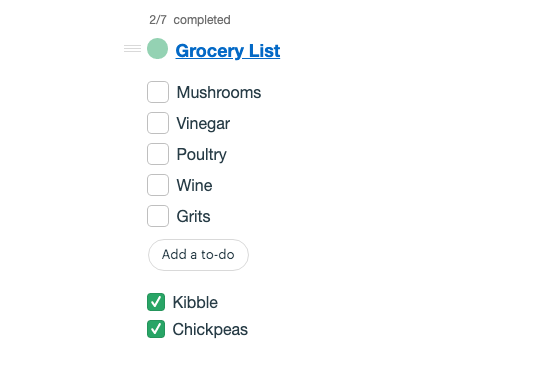 2/7 completed
Grocery List
Mushrooms
Vinegar
Poultry
Wine
Grits
Add a to-do
Kibble
Chickpeas